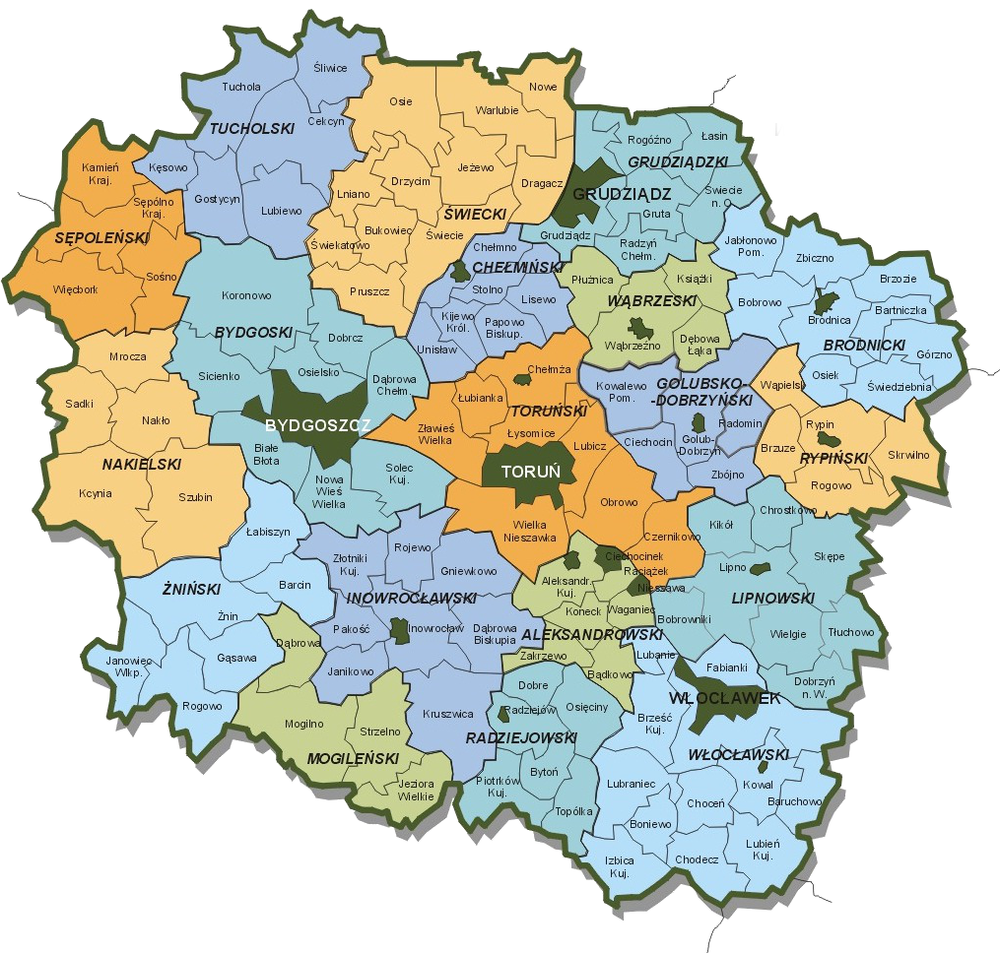 Śliwice
Tuchola
Nowe
Osie
Warlubie
Cekcyn
TUCHOLSKI
Rogóźno
Łasin
GRUDZIĄDZKI
Kamień
Kraj.
Kęsowo
Jeżewo
Drzycim
Dragacz
Lniano
GRUDZIĄDZ
Świecie
n. O
Gostycyn
Lubiewo
Sępólno
Kraj.
ŚWIECKI
Gruta
Bukowiec
Świecie
Grudziądz
SĘPOLEŃSKI
Świekatowo
Chełmno
Radzyń
Chełm.
Jabłonowo
Pom.
Zbiczno
CHEŁMIŃSKI
Sośno
Więcbork
Pruszcz
Stolno
Lisewo
Płużnica
Książki
Brzozie
Koronowo
WĄBRZESKI
Bobrowo
Bartniczka
Brodnica
Kijewo
Król.
Papowo
Biskup.
BYDGOSKI
Dobrcz
Unisław
Wąbrzeźno
Dębowa
Łąka
BRODNICKI
Górzno
Mrocza
Sicienko
Osielsko
Dąbrowa
Chełm.
Chełmża
Kowalewo
Pom.
GOLUBSKO-
-DOBRZYŃSKI
Wąpielsk
Osiek
Świedziebnia
Sadki
Nakło
Łubianka
TORUŃSKI
BYDGOSZCZ
Zławieś
Wielka
Łysomice
Radomin
Rypin
Ciechocin
Golub-
-Dobrzyń
Lubicz
Białe
Błota
Brzuze
RYPIŃSKI
Skrwilno
NAKIELSKI
Solec
Kuj.
TORUŃ
Zbójno
Rogowo
Kcynia
Szubin
Nowa
Wieś
Wielka
Obrowo
Chrostkowo
Kikół
Wielka
Nieszawka
Czernikowo
Łabiszyn
Rojewo
Złotniki
Kuj.
Gniewkowo
Ciechocinek
Raciążek
Nieszawa
Skępe
Lipno
Aleksandr.
Kuj.
Barcin
ŻNIŃSKI
INOWROCŁAWSKI
LIPNOWSKI
Koneck
Waganiec
Żnin
Bobrowniki
Pakość
Inowrocław
Dąbrowa
Biskupia
ALEKSANDROWSKI
Wielgie
Tłuchowo
Dąbrowa
Janowiec
Wlkp.
Gąsawa
Zakrzewo
Lubanie
Fabianki
Janikowo
Bądkowo
Dobre
Dobrzyń
n. W.
Rogowo
WŁOCŁAWEK
Kruszwica
Radziejów
Osięciny
Mogilno
Strzelno
Brześć
Kuj.
RADZIEJOWSKI
MOGILEŃSKI
WŁOCŁAWSKI
Jeziora
Wielkie
Piotrków
Kuj.
Bytoń
Lubraniec
Kowal
Baruchowo
Topólka
Choceń
Boniewo
Izbica
Kuj.
Chodecz
Lubień
Kuj.